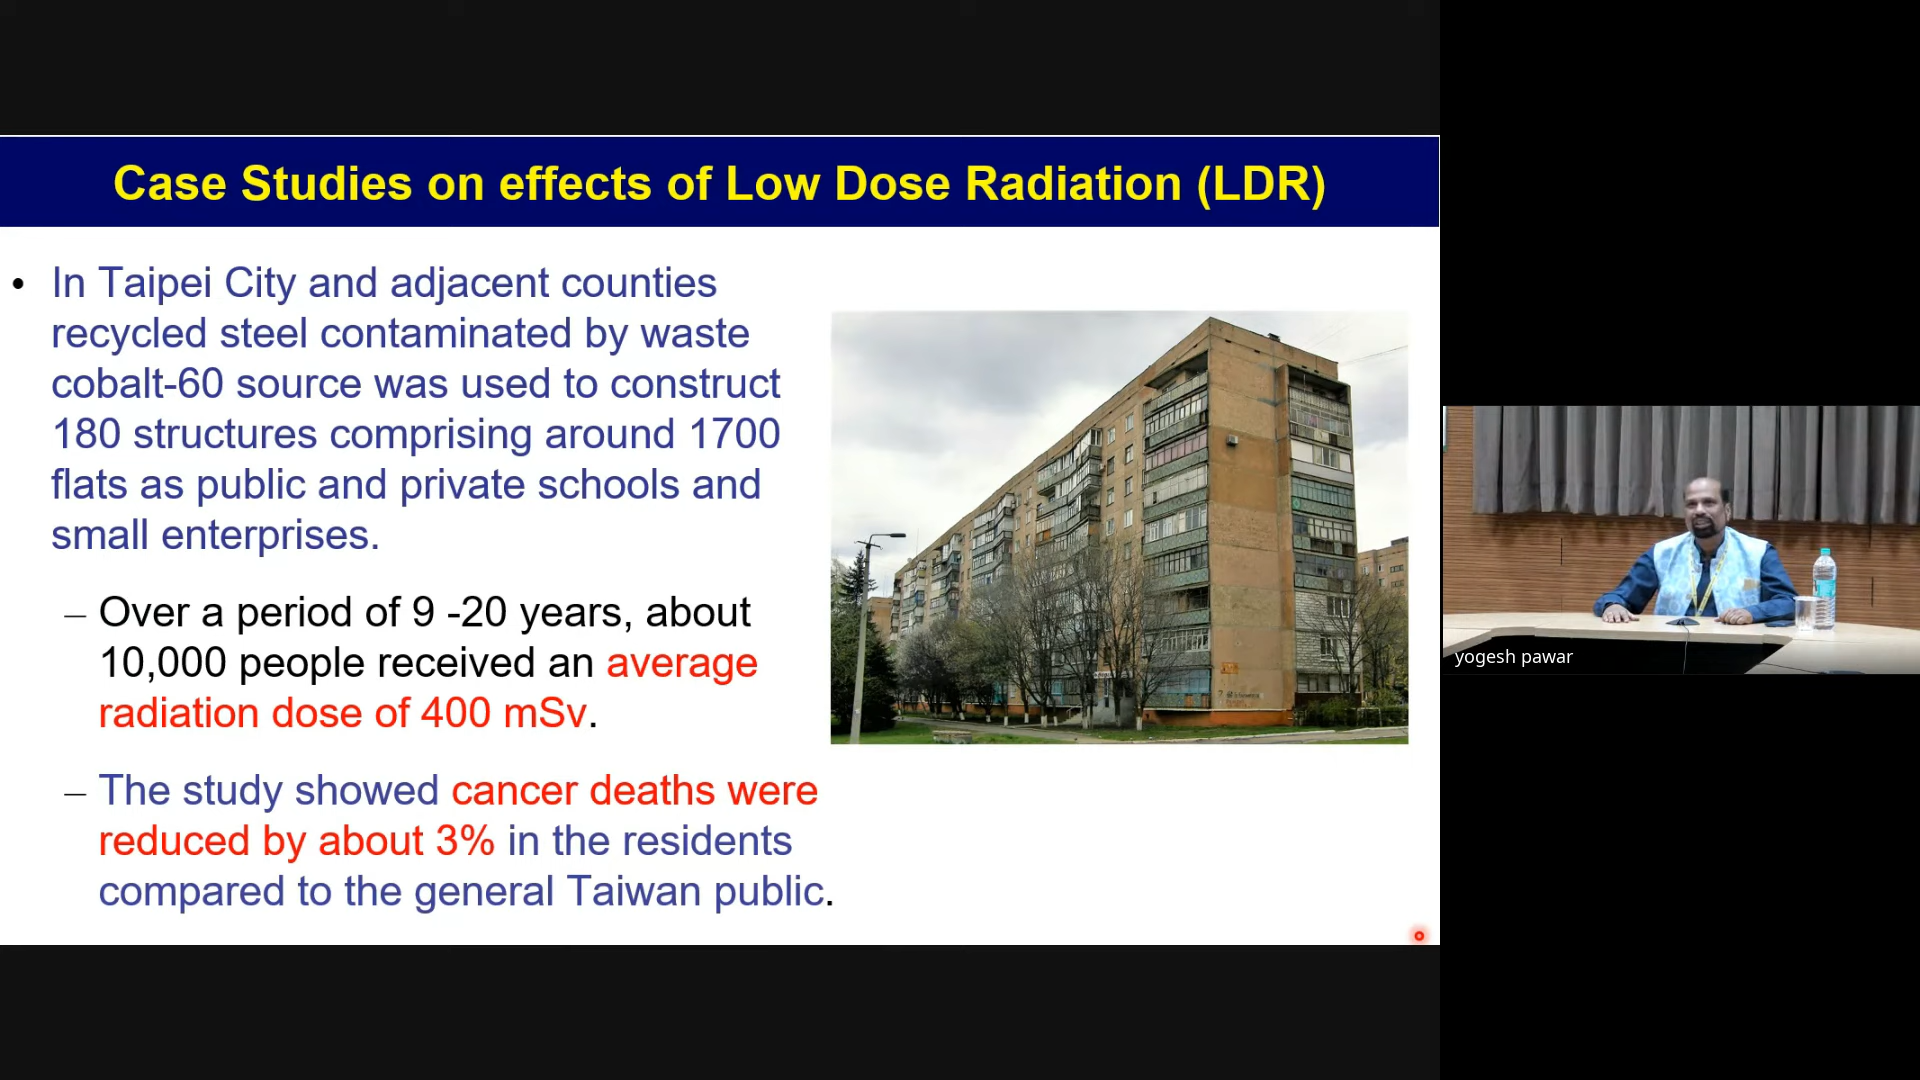 Case Studies on effects of Low Dose Radiation (LDR)
• In Taipei City and adjacent counties
recycled steel contaminated by waste
cobalt-60 source was used to construct
180 structures comprising around 1700
flats as public and private schools and
small enterprises.
– Over a period of 9 -20 years, about
10,000 people received an average
radiation dose of 400 mSv.
– The study showed cancer deaths were
reduced by about 3% in the residents
compared to the general Taiwan public.
yogesh pawar